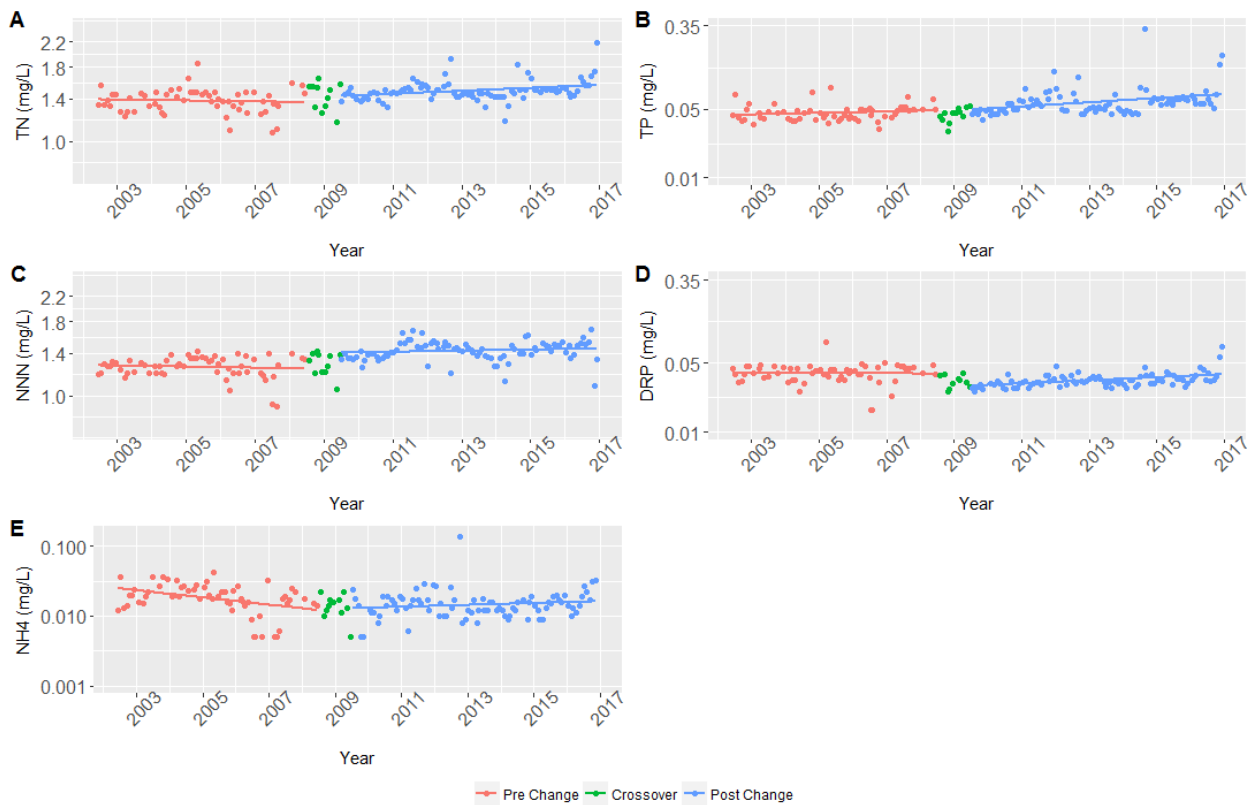 A
TN (mg/L)
2.2
1.8
1.4
1.0
2003 2005 2007 2009 2011 2013 2015 2017
Year
B
TP (mg/L)
0.35
0.05
0.01
2003 2005 2007 2009 2011 2013 2015 2017
Year
C
NNN (mg/L)
2.2
1.8
1.4
1.0
2003 2005 2007 2009 2011 2013 2015 2017
Year
D
DRP (mg/L)
0.35
0.05
0.01
2003 2005 2007 2009 2011 2013 2015 2017
Year
E
NH4 (mg/L)
0.100
0.010
0.001
2003 2005 2007 2009 2011 2013 2015 2017
Year
Pre Change Crossover Post Change